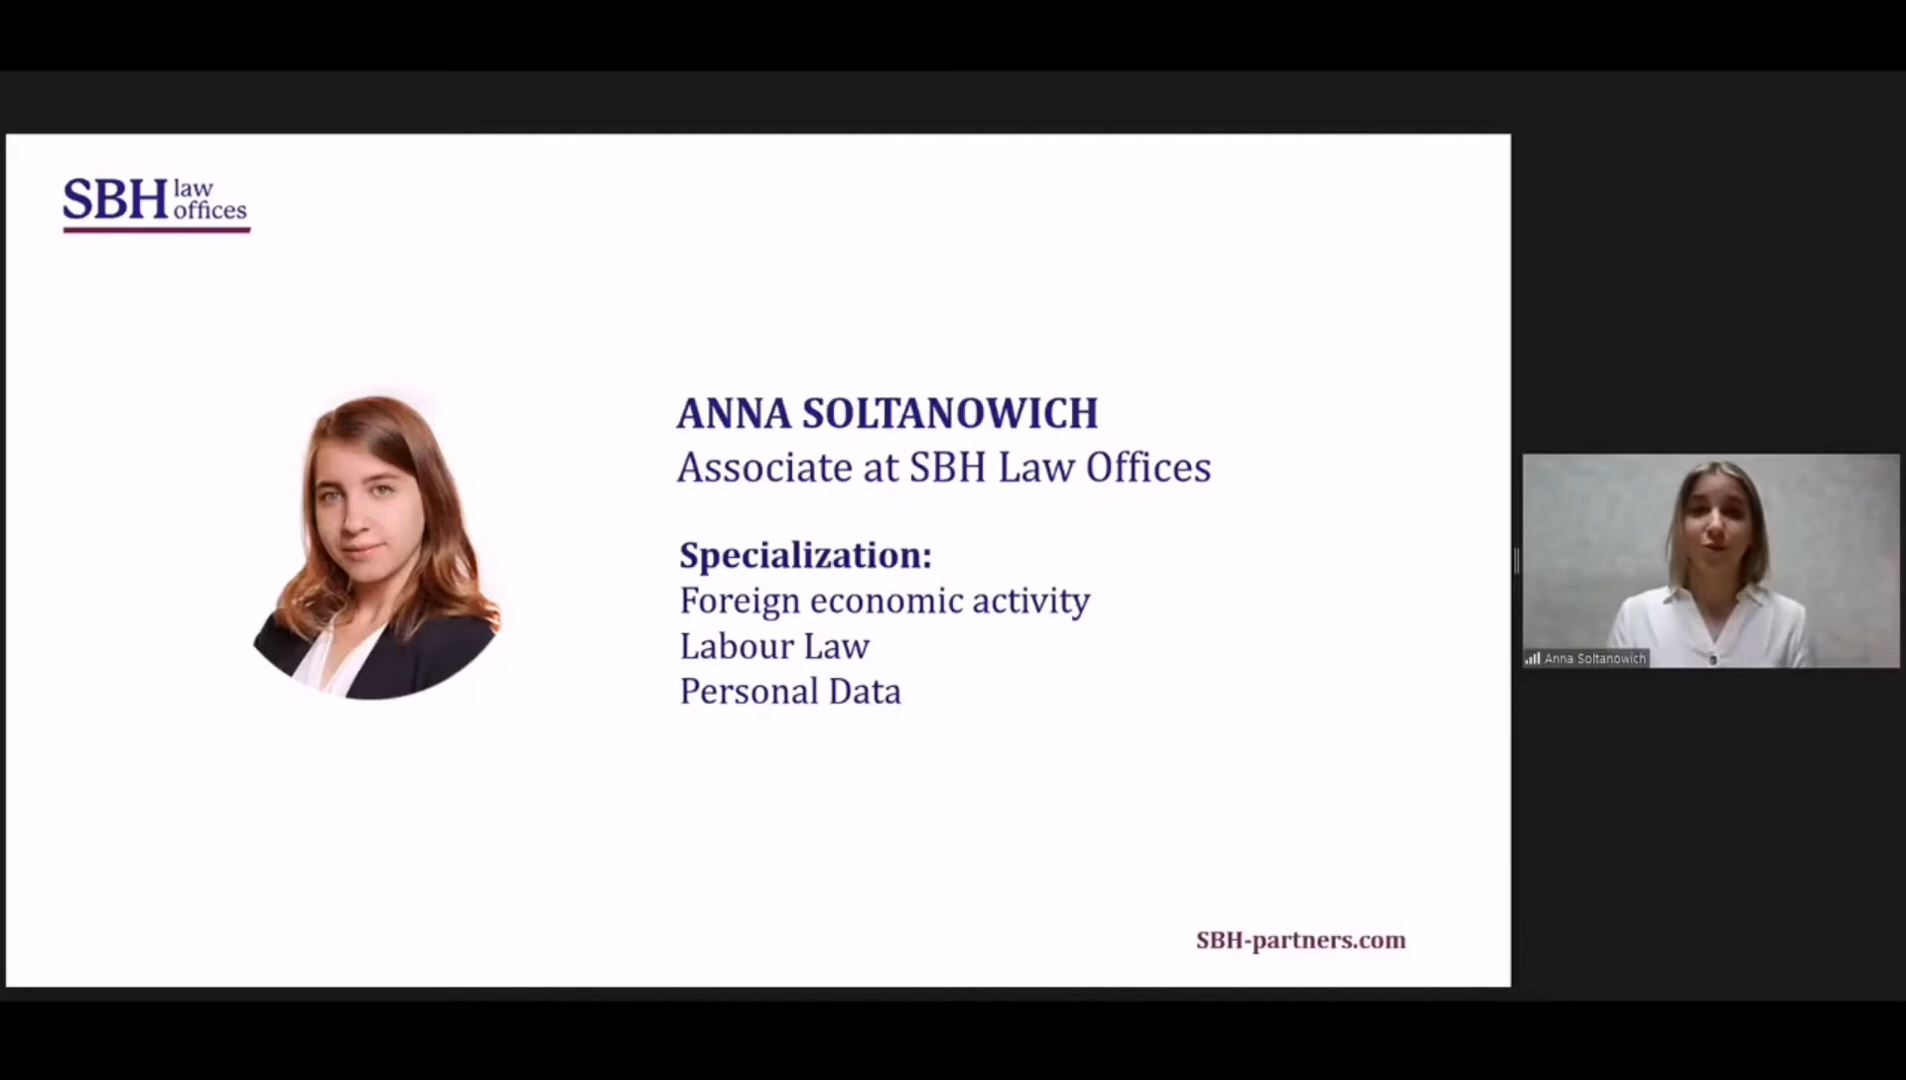 SBH law offices
ANNA SOLTANOWICH
Associate at SBH Law Offices
Specialization:
Foreign economic activity
Labour Law
Personal Data
Anna Soltanowich
SBH-partners.com